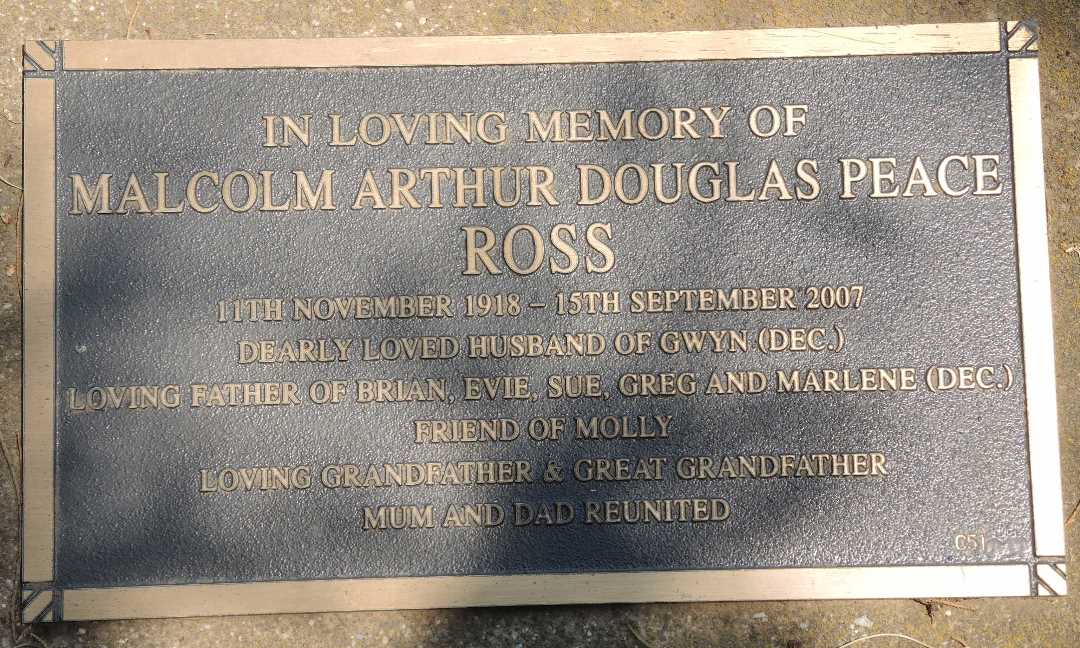 IN LOVING MEMORY OF
MALCOLM ARTHUR DOUGLAS PEACE
ROSS
11TH NOVEMBER 1918 – 15TH SEPTEMBER 2007
DEARLY LOVED HUSBAND OF GWYN (DEC.)
LOVING FATHER OF BRIAN, EVIE, SUE, GREG AND MARLENE (DEC.)
FRIEND OF MOLLY
LOVING GRANDFATHER & GREAT GRANDFATHER
MUM AND DAD REUNITED
C51